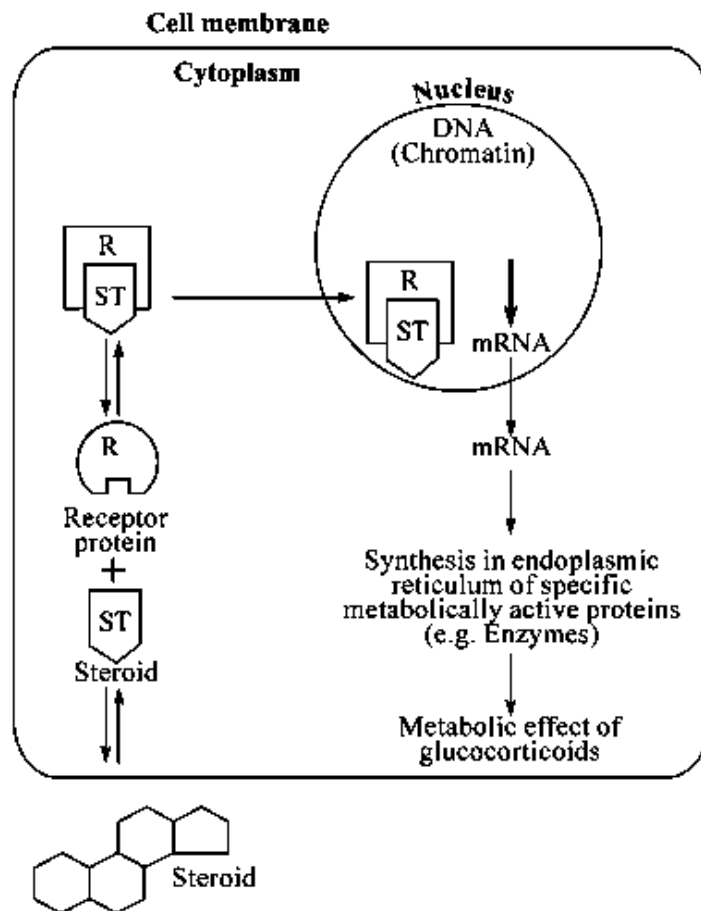 Cell membrane
Cytoplasm
Nucleus
DNA
(Chromatin)
R
ST
R
ST
mRNA
R
mRNA
Receptor
protein
+
ST
Steroid
Synthesis in endoplasmic
reticulum of specific
metabolically active proteins
(e.g. Enzymes)
Metabolic effect of
glucocorticoids
Steroid